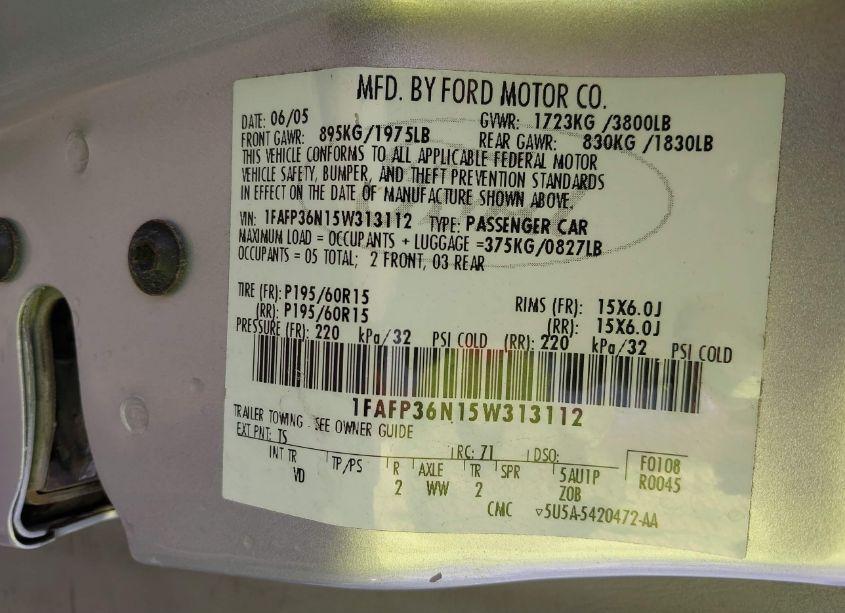 MFD. BY FORD MOTOR CO.
DATE: 06/05 GVWR: 1723KG /3800LB
FRONT GAWR: 895KG/1975LB REAR GAWR: 830KG /1830LB
THIS VEHICLE CONFORMS TO ALL APPLICABLE FEDERAL MOTOR
VEHICLE SAFETY, BUMPER, AND THEFT PREVENTION STANDARDS
IN EFFECT ON THE DATE OF MANUFACTURE SHOWN ABOVE.
VIN: 1FAFP36N15W313112 TYPE: PASSENGER CAR
MAXIMUM LOAD = OCCUPANTS + LUGGAGE =375KG/0827LB
OCCUPANTS = 05 TOTAL; 2 FRONT, 03 REAR
TIRE (FR): P195/60R15 RIMS (FR): 15X6.0J
(RR): P195/60R15 (RR): 15X6.0J
PRESSURE (FR): 220 kPa/32 PSI COLD (RR): 220 kPa/32 PSI COLD
1FAFP36N15W313112
TRAILER TOWING - SEE OWNER GUIDE
EXT PNT: TS RC: 71 DSO: F0108
INT TR TP/PS R AXLE TR SPR 5AU1P R0045
VD 2 WW 2 Z0B
CMC ▽5U5A-5420472-AA